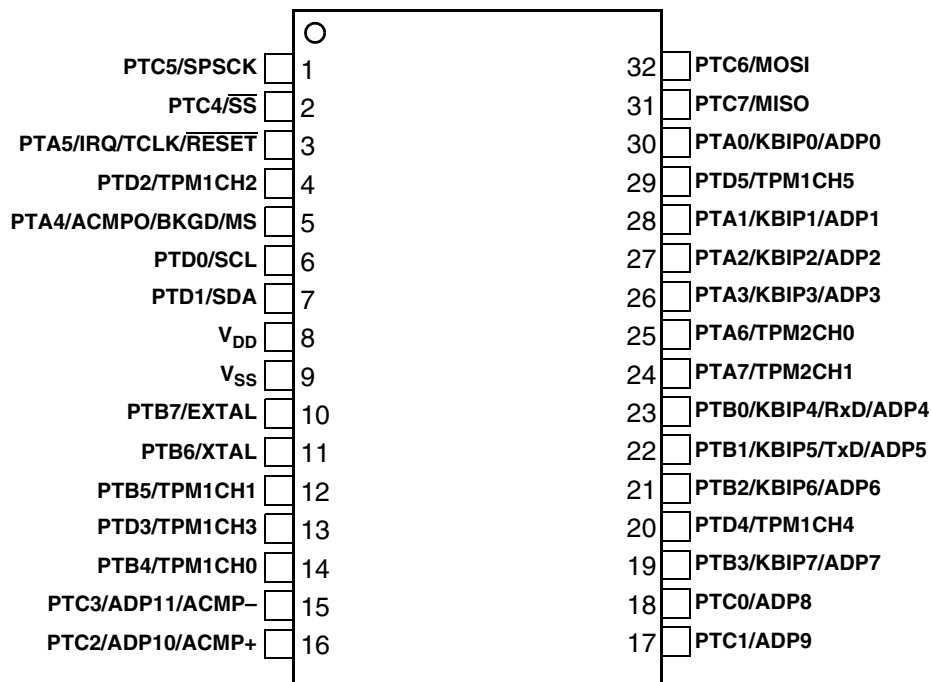 PTC5/SPSCK 1 32 PTC6/MOSI
PTC4/S̅S̅ 2 31 PTC7/MISO
PTA5/IRQ/TCLK/R̅E̅S̅E̅T̅ 3 30 PTA0/KBIP0/ADP0
PTD2/TPM1CH2 4 29 PTD5/TPM1CH5
PTA4/ACMPO/BKGD/MS 5 28 PTA1/KBIP1/ADP1
PTD0/SCL 6 27 PTA2/KBIP2/ADP2
PTD1/SDA 7 26 PTA3/KBIP3/ADP3
VDD 8 25 PTA6/TPM2CH0
VSS 9 24 PTA7/TPM2CH1
PTB7/EXTAL 10 23 PTB0/KBIP4/RxD/ADP4
PTB6/XTAL 11 22 PTB1/KBIP5/TxD/ADP5
PTB5/TPM1CH1 12 21 PTB2/KBIP6/ADP6
PTD3/TPM1CH3 13 20 PTD4/TPM1CH4
PTB4/TPM1CH0 14 19 PTB3/KBIP7/ADP7
PTC3/ADP11/ACMP– 15 18 PTC0/ADP8
PTC2/ADP10/ACMP+ 16 17 PTC1/ADP9